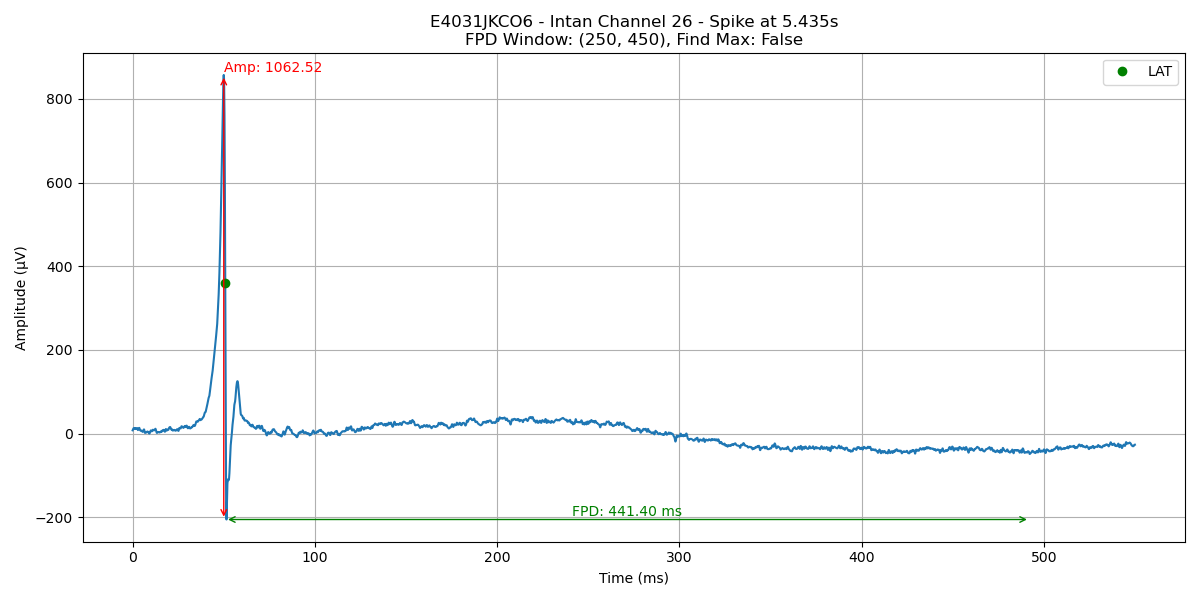 E4031JKCO6 - Intan Channel 26 - Spike at 5.435s
FPD Window: (250, 450), Find Max: False
Amp: 1062.52
LAT
800
600
400
200
0
−200
Amplitude (µV)
FPD: 441.40 ms
0 100 200 300 400 500
Time (ms)